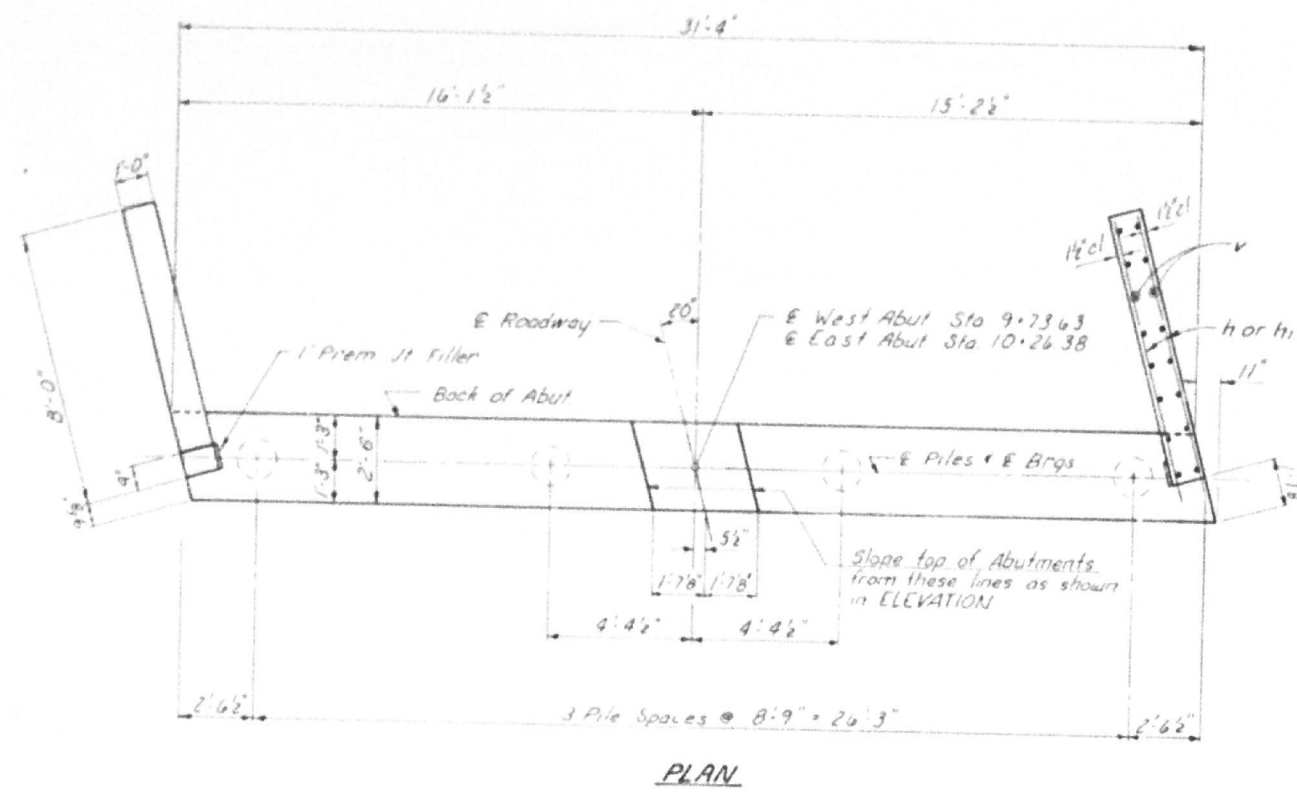 31'-4"
16'-1½"
15'-2½"
1'-0"
1½" cl
1½" cl
v
20°
℄ Roadway
℄ West Abut Sta 9+73.63
℄ East Abut Sta. 10+26.38
h or h₁
1" Prem Jt Filler
11"
8'-0"
Back of Abut
1'-3"
1'-3"
2'-6"
℄ Piles & ℄ Brgs
4"
5½"
Slope top of Abutments
from these lines as shown
in ELEVATION
1'-7⅞"
1'-7⅞"
4'-4½"
4'-4½"
2'-6½"
3 Pile Spaces @ 8'-9" = 26'-3"
2'-6½"
PLAN